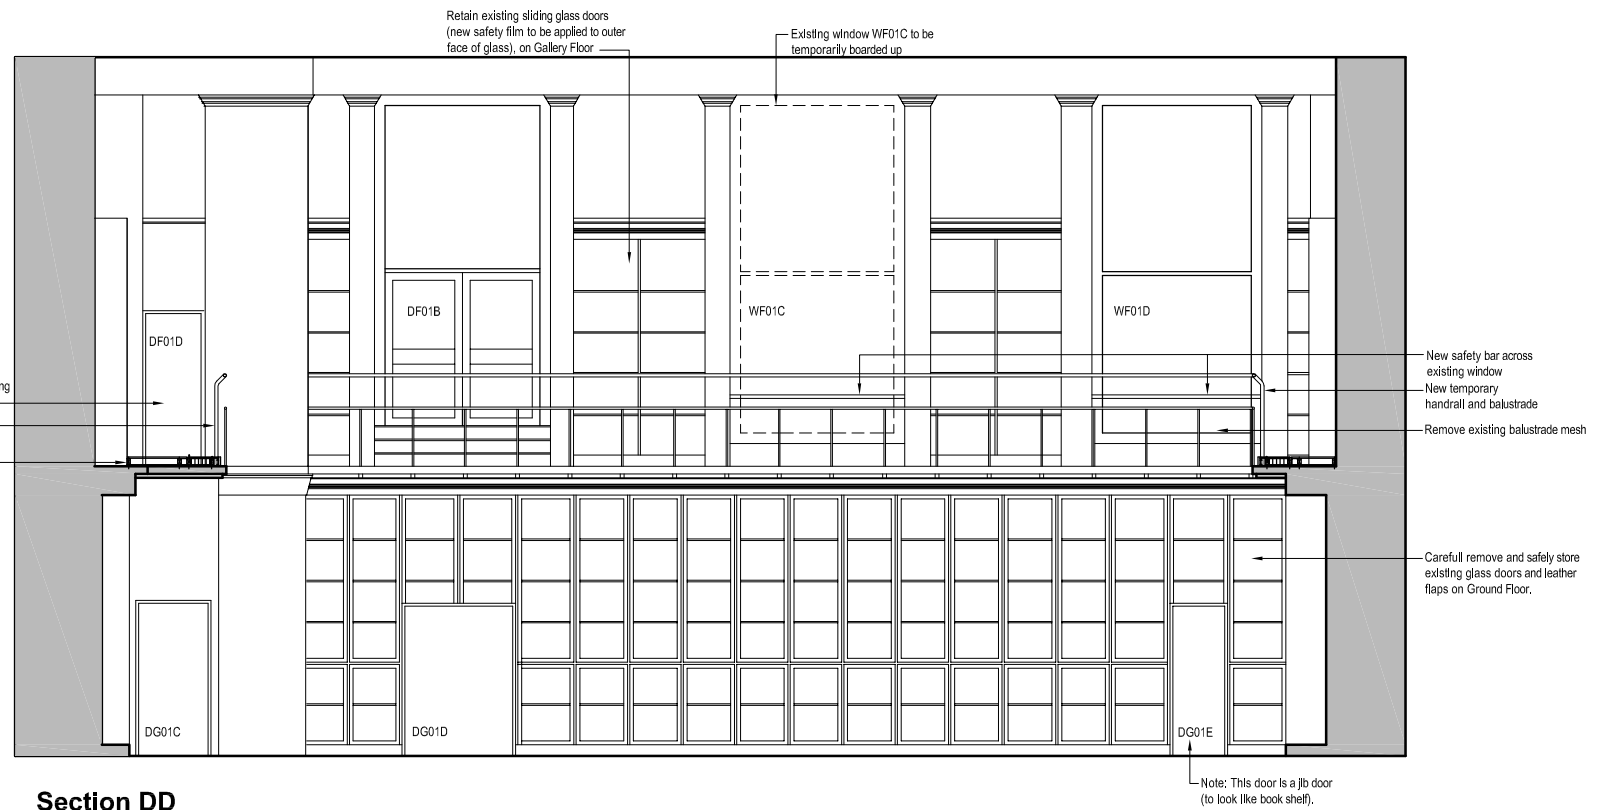 Retain existing sliding glass doors
(new safety film to be applied to outer
face of glass), on Gallery Floor
Existing window WF01C to be
temporarily boarded up
DF01B
WF01C
WF01D
DF01D
ng
New safety bar across
existing window
New temporary
handrail and balustrade
Remove existing balustrade mesh
Carefull remove and safely store
existing glass doors and leather
flaps on Ground Floor.
DG01C
DG01D
DG01E
Note: This door is a jib door
(to look like book shelf).
Section DD